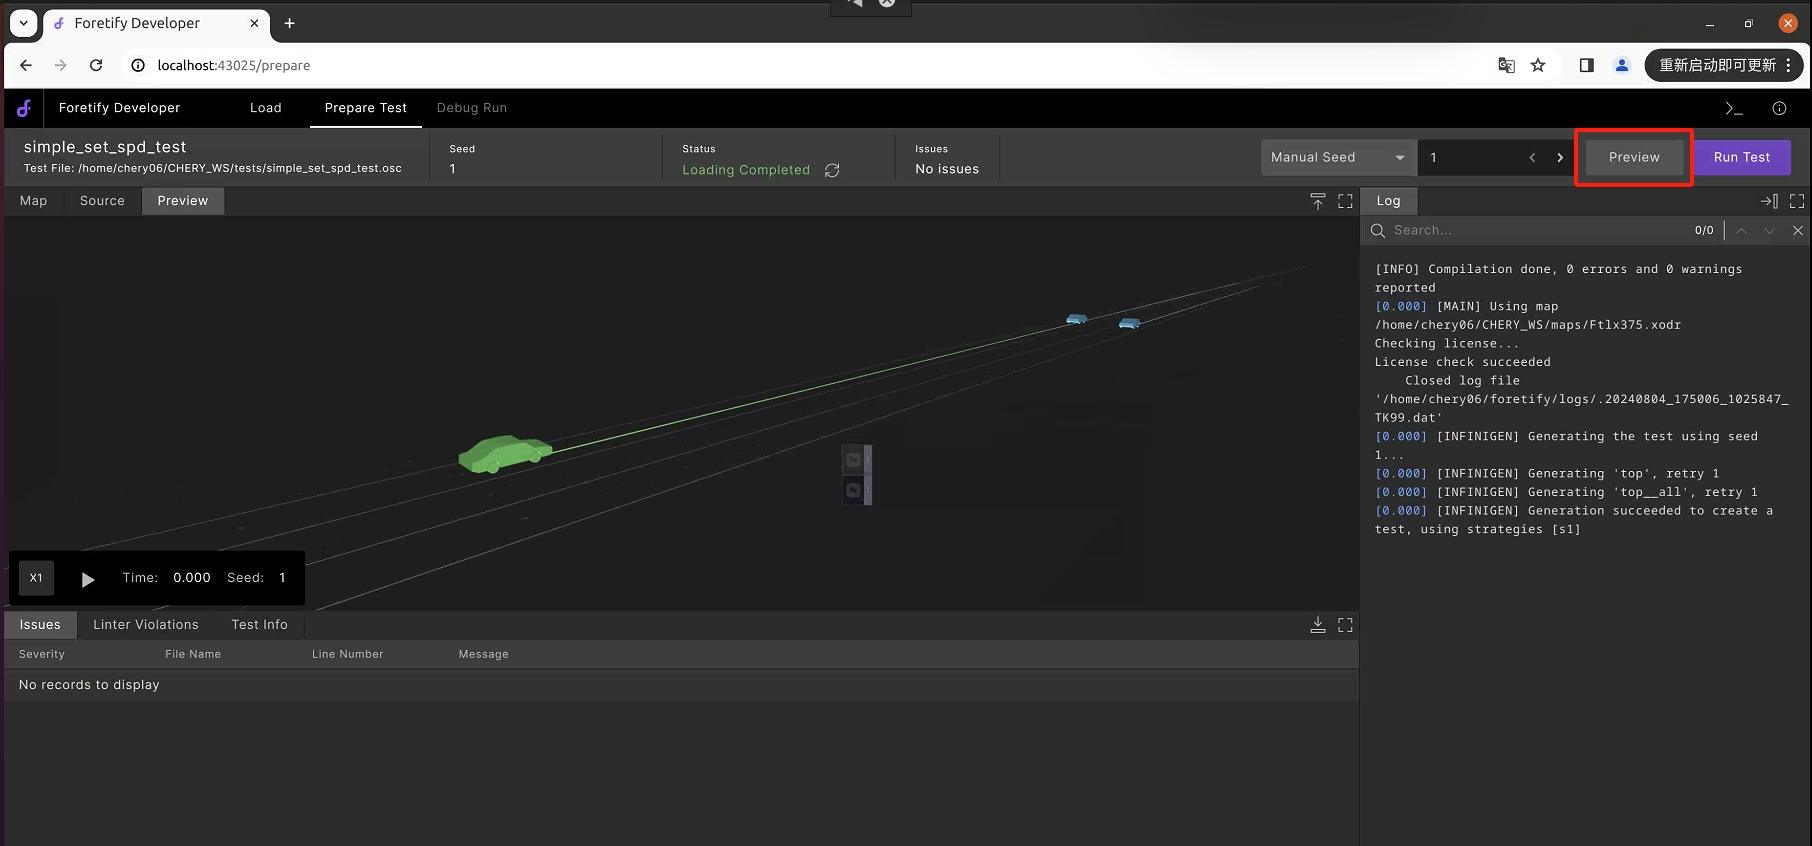 Foretify Developer
localhost:43025/prepare
重新启动即可更新
Foretify Developer
Load
Prepare Test
Debug Run
simple_set_spd_test
Test File: /home/chery06/CHERY_WS/tests/simple_set_spd_test.osc
Seed
1
Status
Loading Completed
Issues
No issues
Manual Seed
1
Preview
Run Test
Map
Source
Preview
Log
Search...
0/0
[INFO] Compilation done, 0 errors and 0 warnings
reported
[0.000] [MAIN] Using map
/home/chery06/CHERY_WS/maps/Ftlx375.xodr
Checking license...
License check succeeded
Closed log file
'/home/chery06/foretify/logs/.20240804_175006_1025847_
TK99.dat'
[0.000] [INFINIGEN] Generating the test using seed
1...
[0.000] [INFINIGEN] Generating 'top', retry 1
[0.000] [INFINIGEN] Generating 'top__all', retry 1
[0.000] [INFINIGEN] Generation succeeded to create a
test, using strategies [s1]
X1
Time: 0.000 Seed: 1
Issues
Linter Violations
Test Info
Severity
File Name
Line Number
Message
No records to display